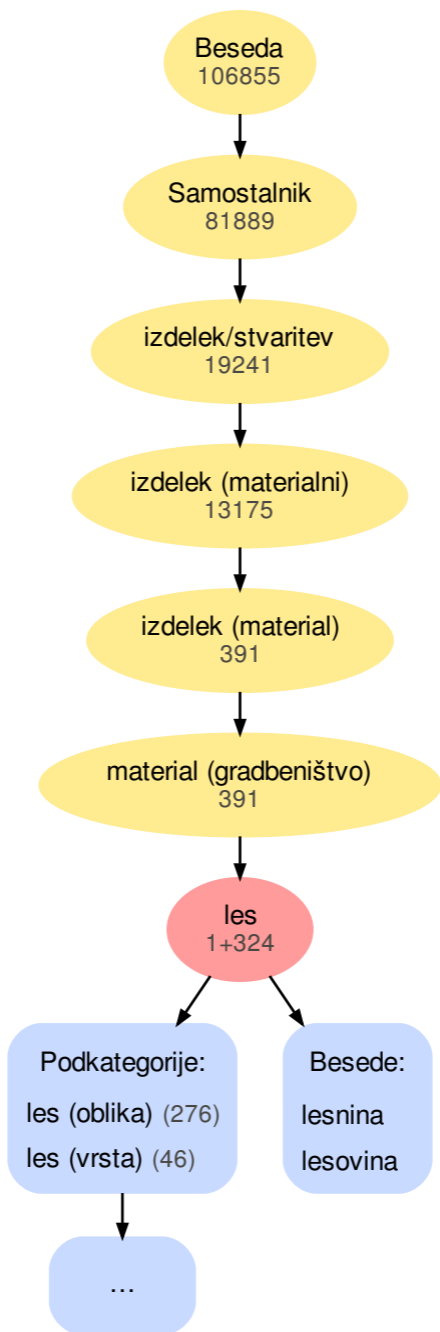 Beseda
106855
Samostalnik
81889
izdelek/stvaritev
19241
izdelek (materialni)
13175
izdelek (material)
391
material (gradbeništvo)
391
les
1+324
Podkategorije:
les (oblika) (276)
les (vrsta) (46)
Besede:
lesnina
lesovina
...